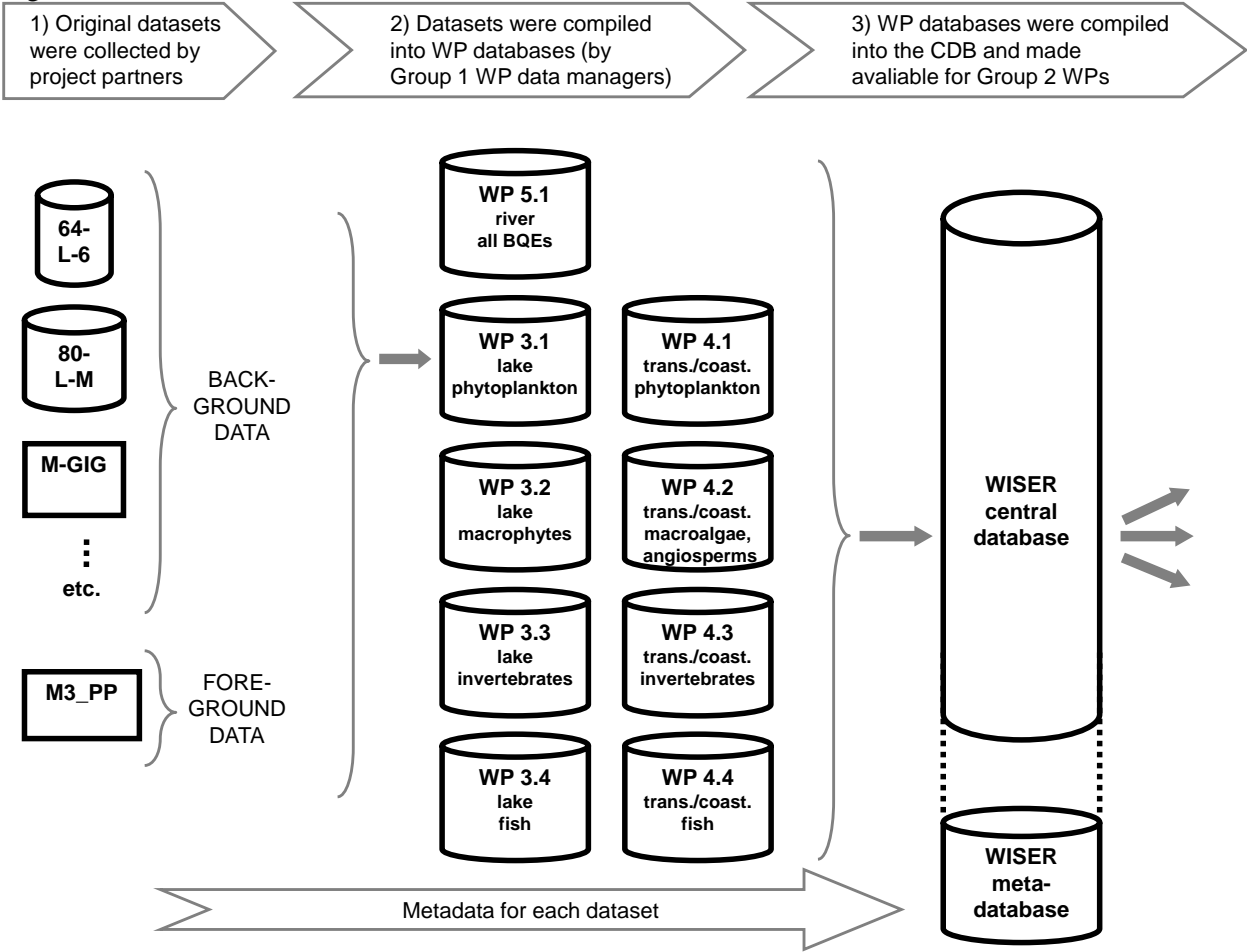 1) Original datasets
were collected by
project partners
2) Datasets were compiled
into WP databases (by
Group 1 WP data managers)
3) WP databases were compiled
into the CDB and made
avaliable for Group 2 WPs
64-
L-6
80-
L-M
M-GIG
⋮
etc.
BACK-
GROUND
DATA
M3_PP
FORE-
GROUND
DATA
WP 5.1
river
all BQEs
WP 3.1
lake
phytoplankton
WP 4.1
trans./coast.
phytoplankton
WP 3.2
lake
macrophytes
WP 4.2
trans./coast.
macroalgae,
angiosperms
WP 3.3
lake
invertebrates
WP 4.3
trans./coast.
invertebrates
WP 3.4
lake
fish
WP 4.4
trans./coast.
fish
WISER
central
database
WISER
meta-
database
Metadata for each dataset